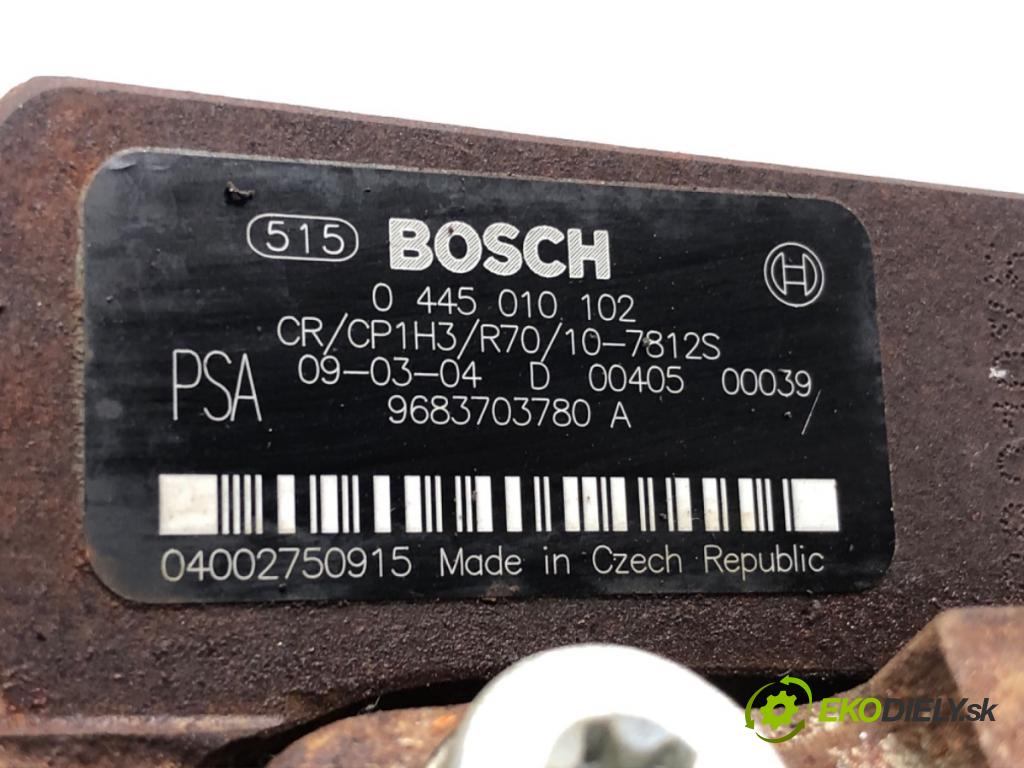 515 BOSCH H
0 445 010 102
CR/CP1H3/R70/10-7812S
PSA 09-03-04 D 00405 00039/
9683703780 A /
04002750915 Made in Czech Republic
EKODIELY.sk